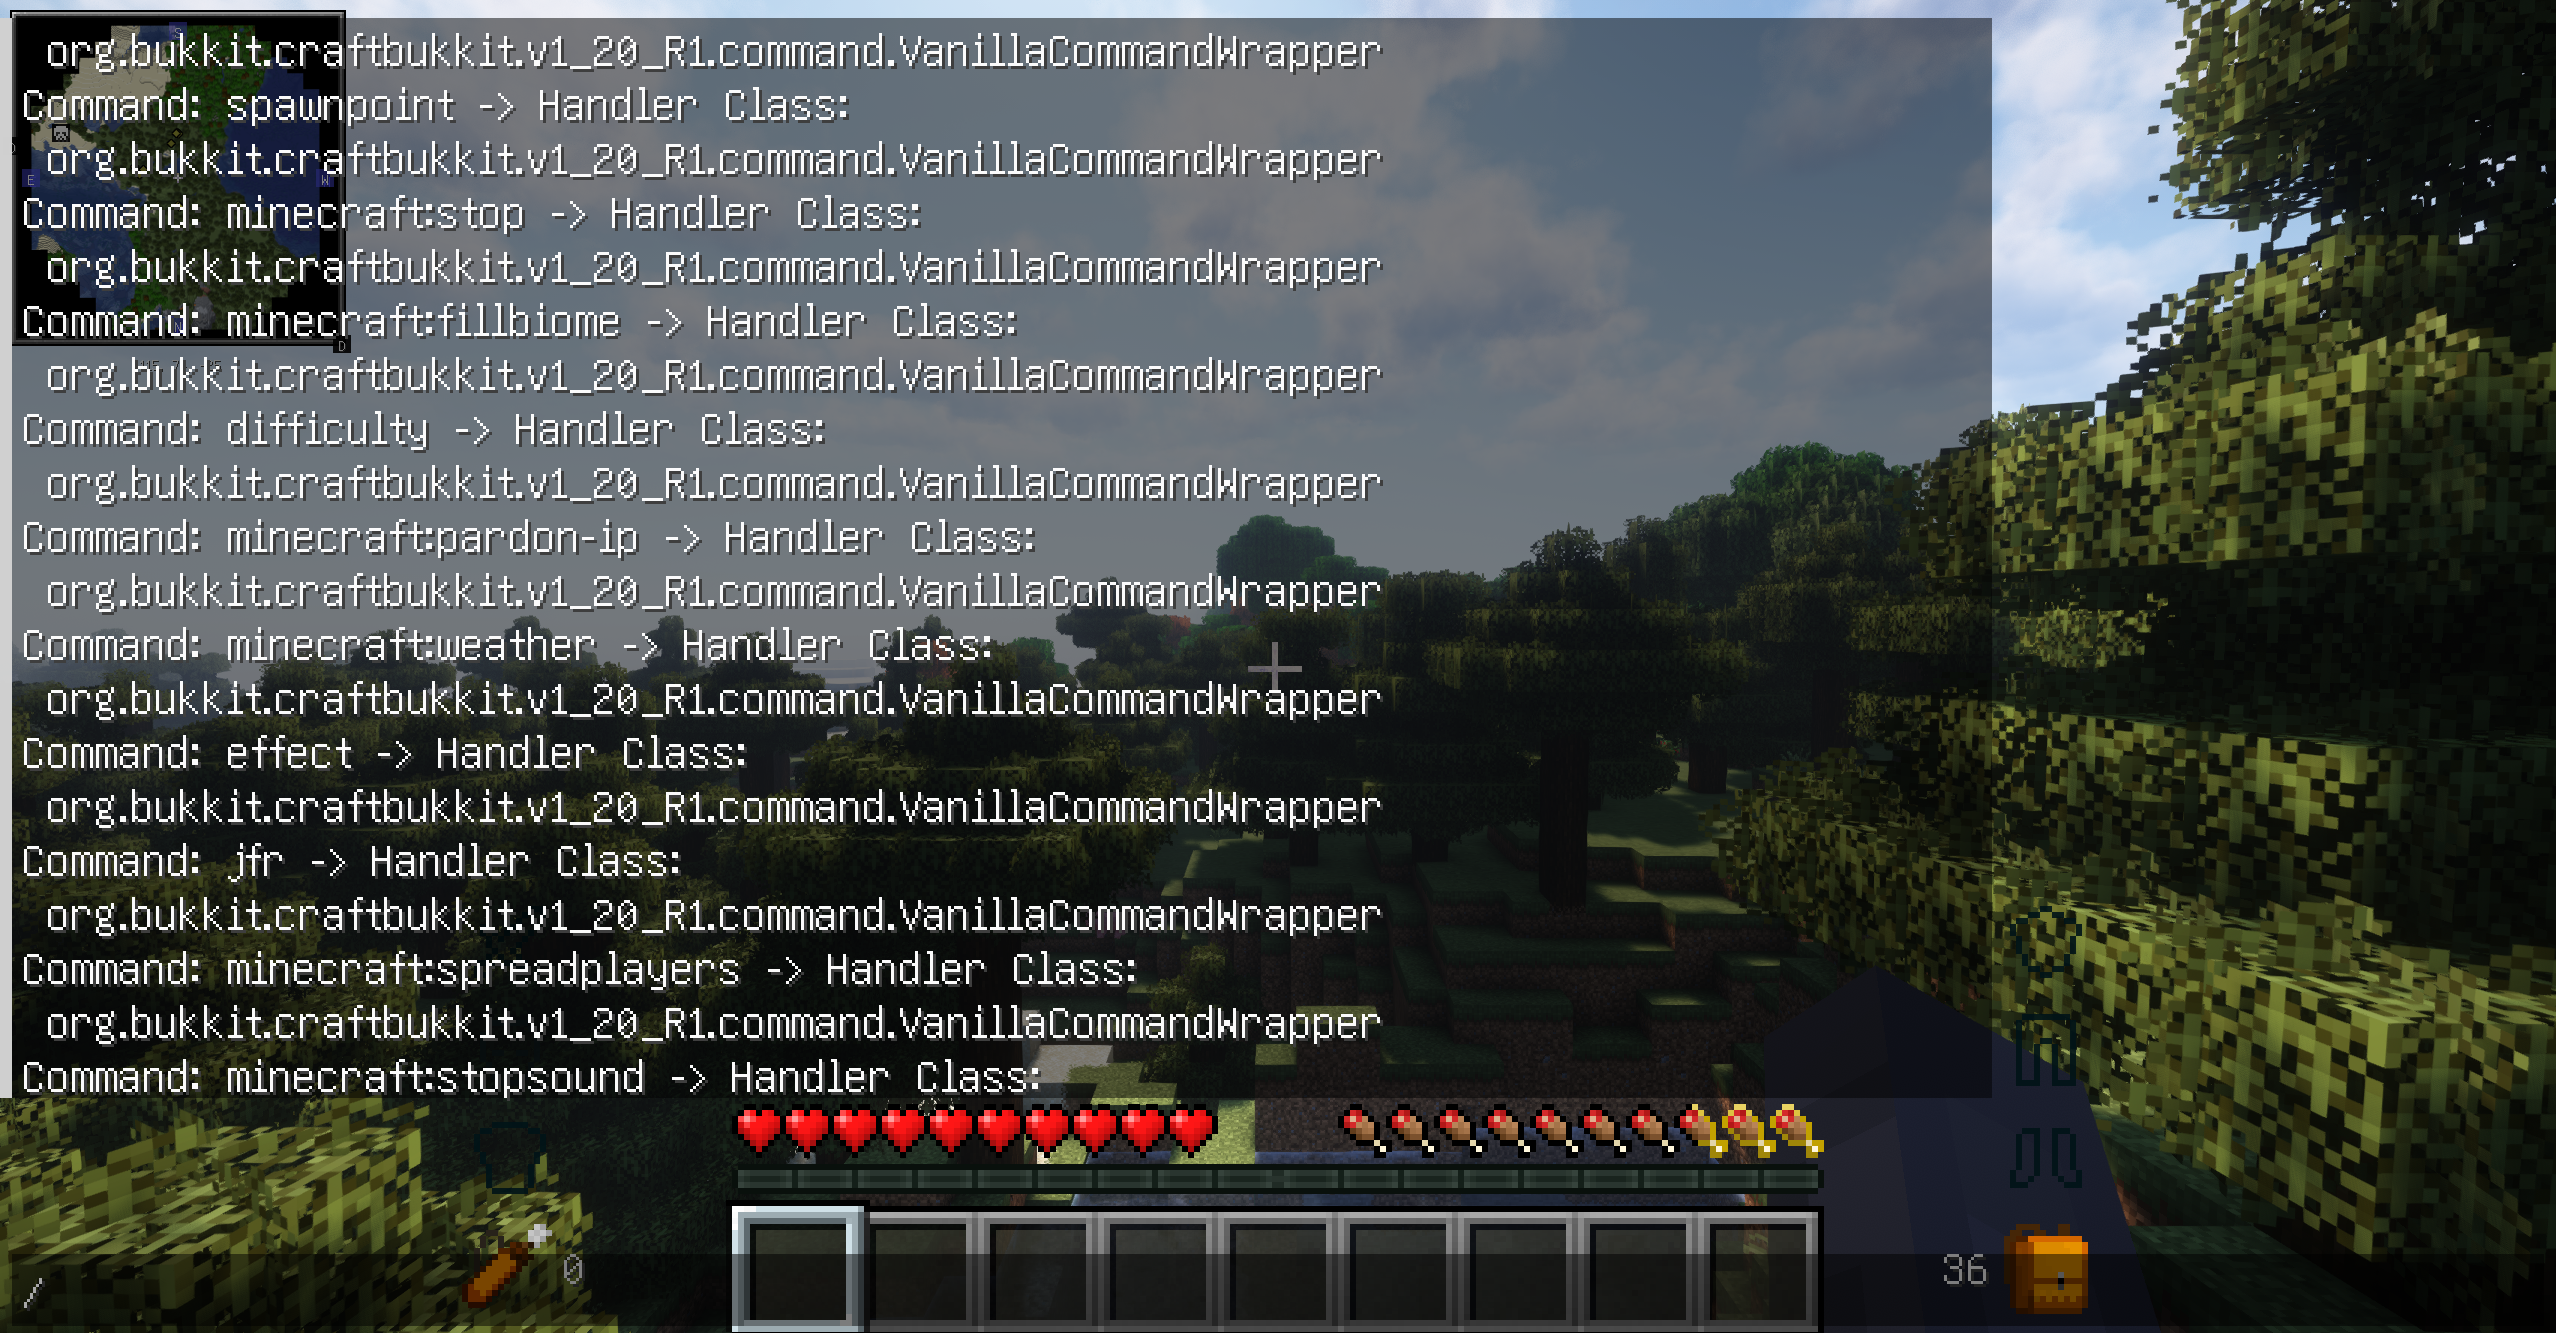 org.bukkit.craftbukkit.v1_20_R1.command.VanillaCommandWrapper
Command: spawnpoint -> Handler Class:
org.bukkit.craftbukkit.v1_20_R1.command.VanillaCommandWrapper
Command: minecraft:stop -> Handler Class:
org.bukkit.craftbukkit.v1_20_R1.command.VanillaCommandWrapper
Command: minecraft:fillbiome -> Handler Class:
org.bukkit.craftbukkit.v1_20_R1.command.VanillaCommandWrapper
Command: difficulty -> Handler Class:
org.bukkit.craftbukkit.v1_20_R1.command.VanillaCommandWrapper
Command: minecraft:pardon-ip -> Handler Class:
org.bukkit.craftbukkit.v1_20_R1.command.VanillaCommandWrapper
Command: minecraft:weather -> Handler Class:
org.bukkit.craftbukkit.v1_20_R1.command.VanillaCommandWrapper
Command: effect -> Handler Class:
org.bukkit.craftbukkit.v1_20_R1.command.VanillaCommandWrapper
Command: jfr -> Handler Class:
org.bukkit.craftbukkit.v1_20_R1.command.VanillaCommandWrapper
Command: minecraft:spreadplayers -> Handler Class:
org.bukkit.craftbukkit.v1_20_R1.command.VanillaCommandWrapper
Command: minecraft:stopsound -> Handler Class:
S
E
W
N
D
0
36
/